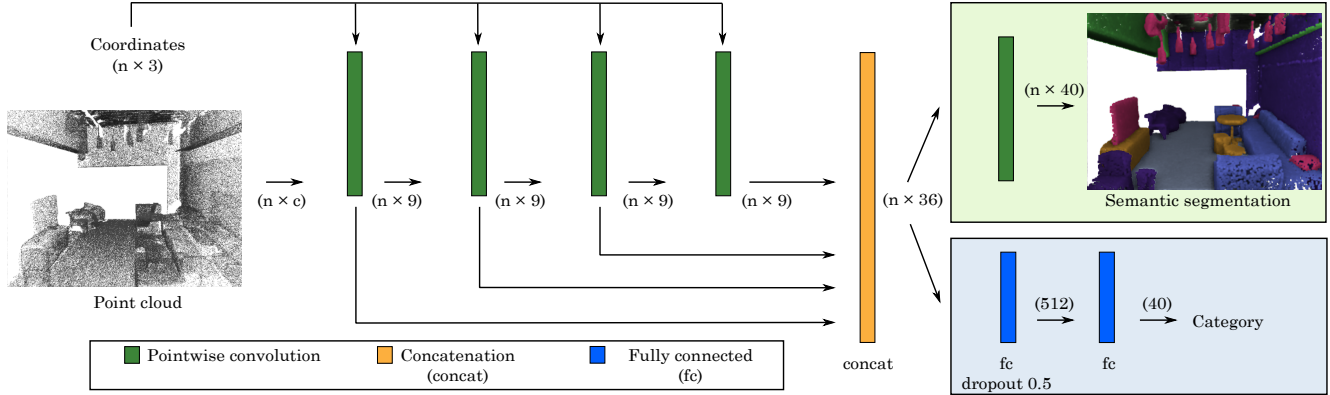 Coordinates
(n × 3)
Point cloud
(n × c)
(n × 9)
(n × 9)
(n × 9)
(n × 9)
concat
(n × 36)
(n × 40)
Semantic segmentation
(512)
(40)
Category
fc
fc
dropout 0.5
Pointwise convolution
Concatenation
(concat)
Fully connected
(fc)